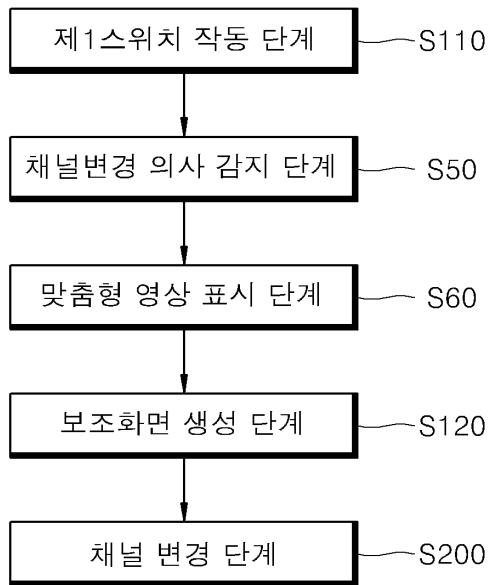 제1스위치 작동 단계 S110
채널변경 의사 감지 단계 S50
맞춤형 영상 표시 단계 S60
보조화면 생성 단계 S120
채널 변경 단계 S200